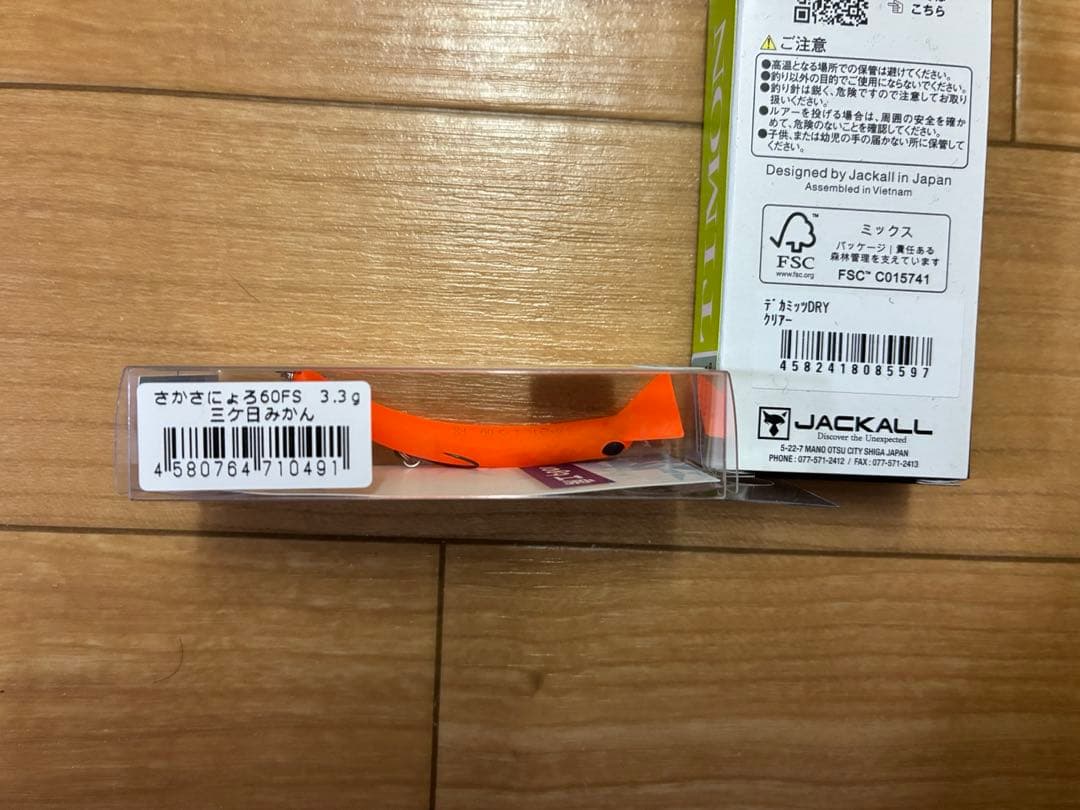 こちら
ご注意
●高温となる場所での保管は避けてください。
●釣り以外の目的でご使用にならないでください。
●釣り針は鋭く、危険ですので注意してお取り
扱いください。
●ルアーを投げる場合は、周囲の安全を確か
めて、危険のないことを確認してください。
●子供、または幼児の手の届かない所に保管して
ください。
Designed by Jackall in Japan
Assembled in Vietnam
FSC™
www.fsc.org
ミックス
パッケージ|責任ある
森林管理を支えています
FSC™ C015741
デカミッツDRY
クリアー
4582418085597
JACKALL
Discover the Unexpected
5-22-7 MANO OTSU CITY SHIGA JAPAN
PHONE : 077-571-2412 / FAX : 077-571-2413
TIMON
さかさにょろ60FS 3.3g
三ケ日みかん
4580764710491